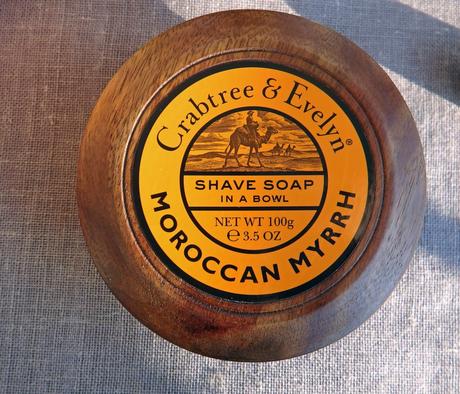 Crabtree & Evelyn®
SHAVE SOAP
IN A BOWL
NET WT 100g
℮ 3.5 OZ
MOROCCAN MYRRH